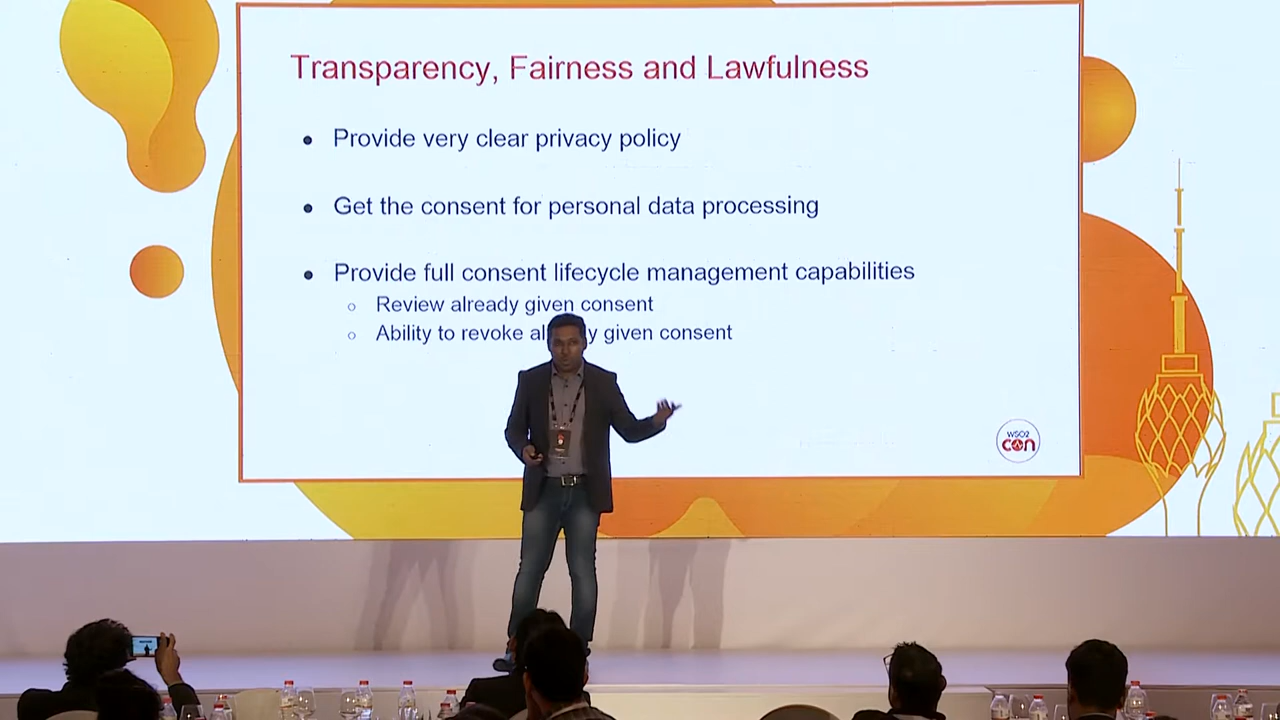 Transparency, Fairness and Lawfulness
● Provide very clear privacy policy
● Get the consent for personal data processing
● Provide full consent lifecycle management capabilities
○ Review already given consent
○ Ability to revoke al y given consent
WSO2
con